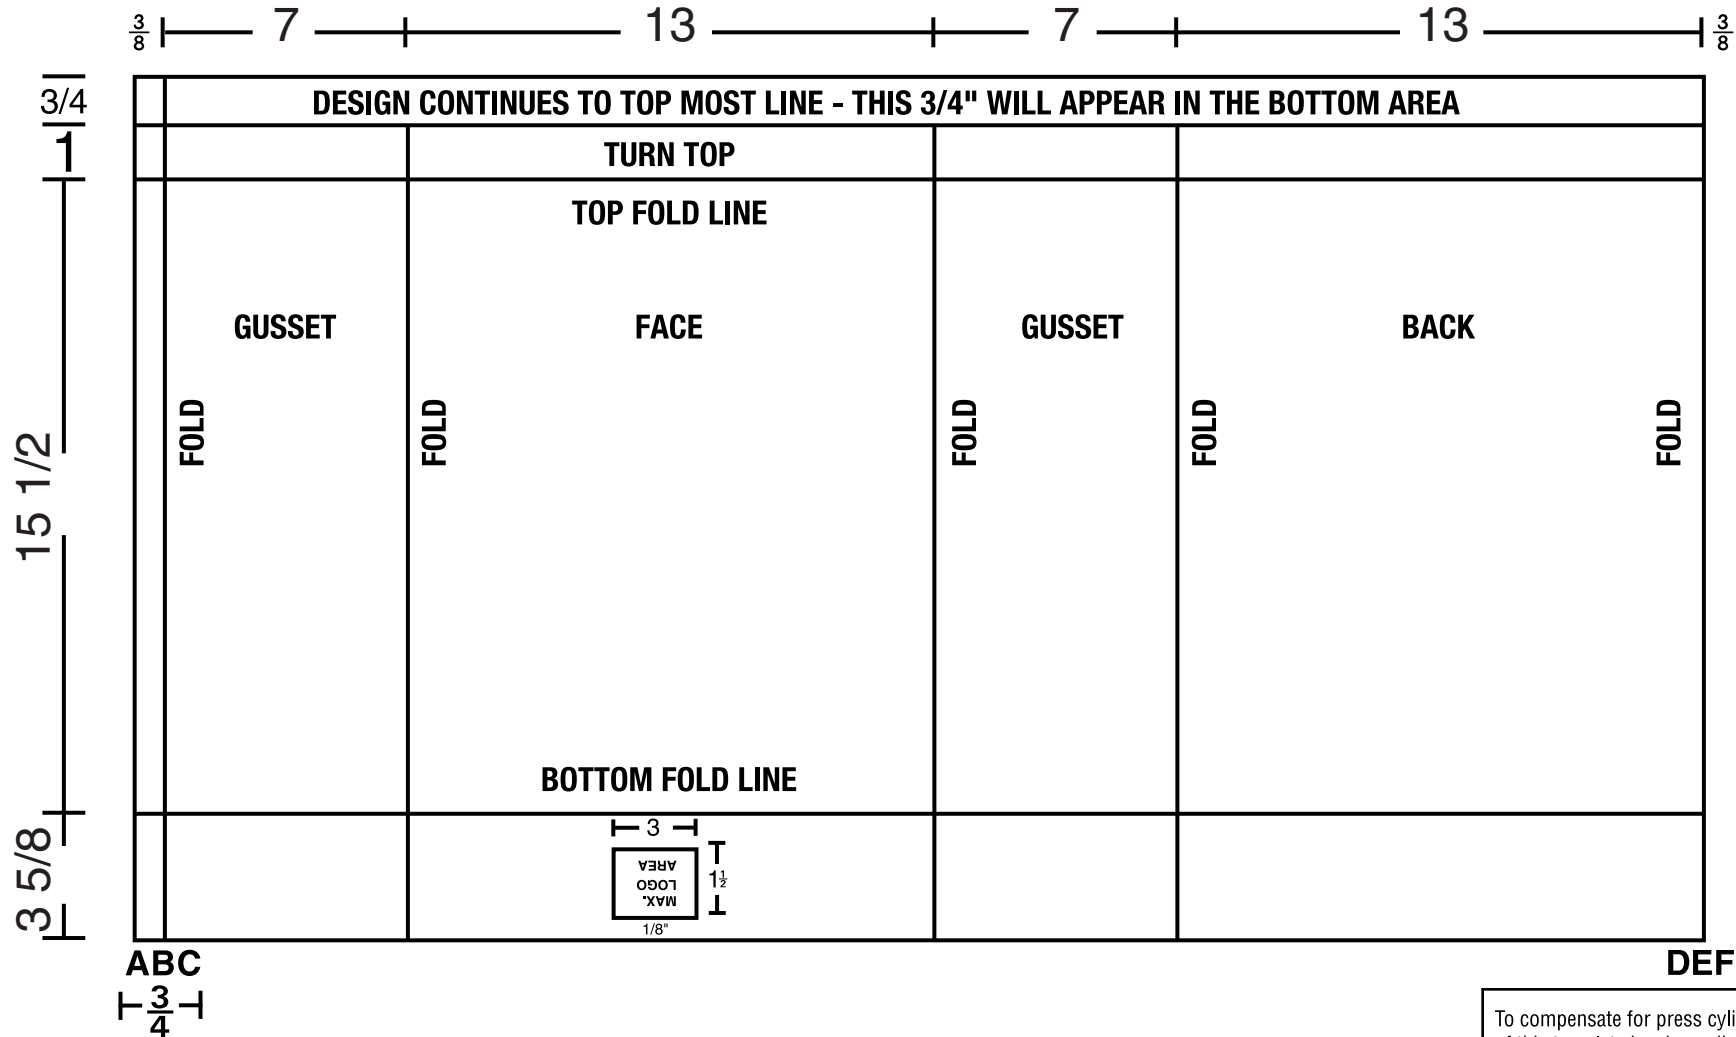 3/8 7 13 7 13 3/8
3/4
DESIGN CONTINUES TO TOP MOST LINE - THIS 3/4" WILL APPEAR IN THE BOTTOM AREA
1
TURN TOP
TOP FOLD LINE
GUSSET FACE GUSSET BACK
FOLD FOLD FOLD FOLD FOLD
15 1/2
BOTTOM FOLD LINE
3 5/8
3
MAX.
LOGO
AREA
1 1/2
1/8"
ABC DEF
3/4
To compensate for press cyli